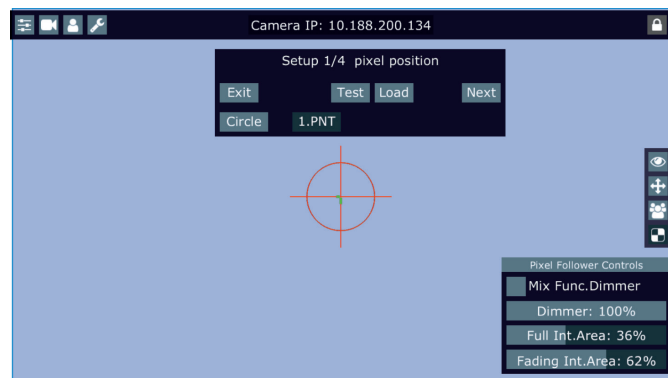 Camera IP: 10.188.200.134
Setup 1/4 pixel position
Exit Test Load Next
Circle 1.PNT
Pixel Follower Controls
Mix Func.Dimmer
Dimmer: 100%
Full Int.Area: 36%
Fading Int.Area: 62%